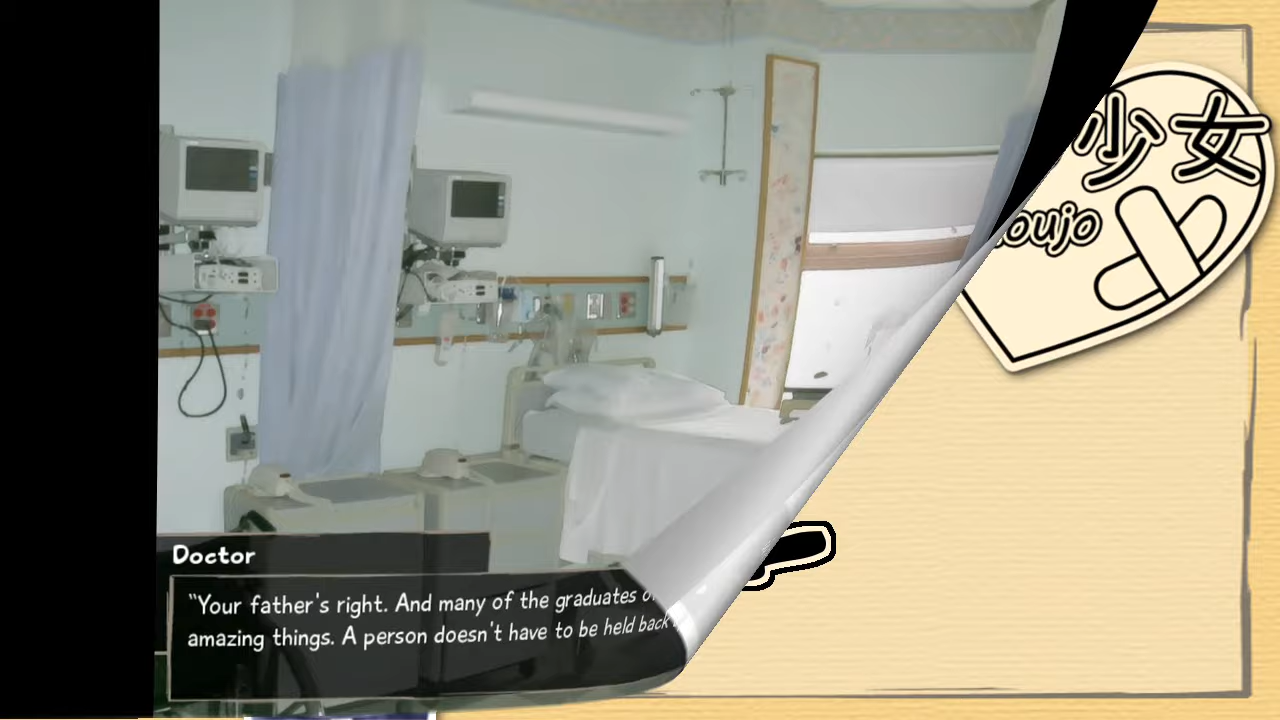 少女
oujo
Doctor
"Your father's right. And many of the graduates
amazing things. A person doesn't have to be held back